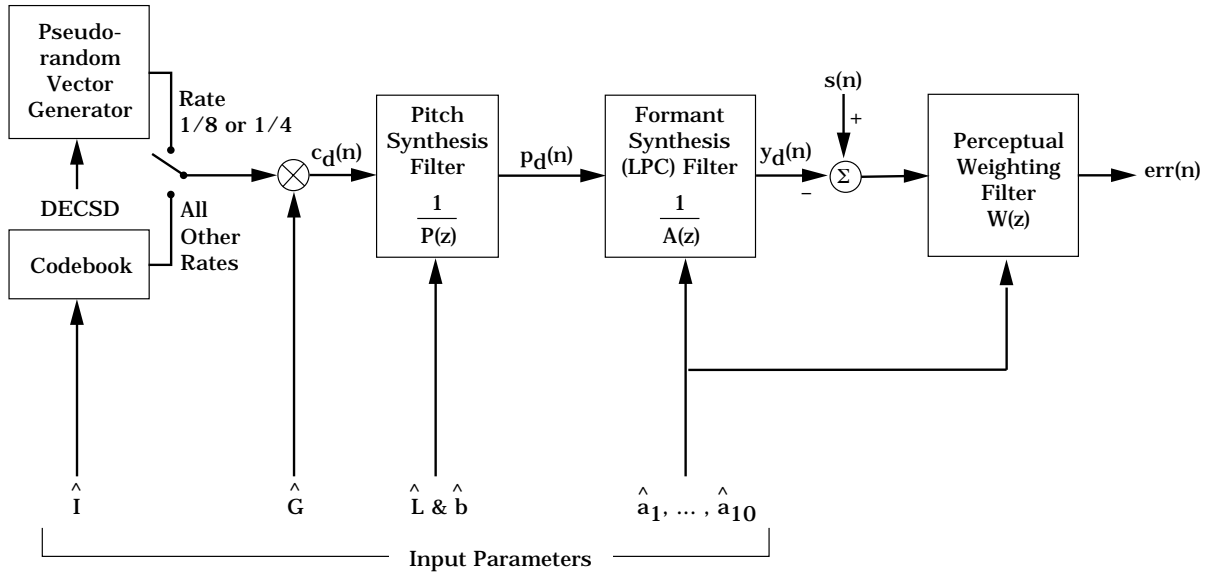 Pseudo-
random
Vector
Generator
Rate
1/8 or 1/4
DECSD
Codebook
All
Other
Rates
c_d(n)
Pitch
Synthesis
Filter
1
P(z)
p_d(n)
Formant
Synthesis
(LPC) Filter
1
A(z)
y_d(n)
s(n)
+
−
Σ
Perceptual
Weighting
Filter
W(z)
err(n)
Î
Ĝ
L̂ & b̂
â₁, ... , â₁₀
Input Parameters